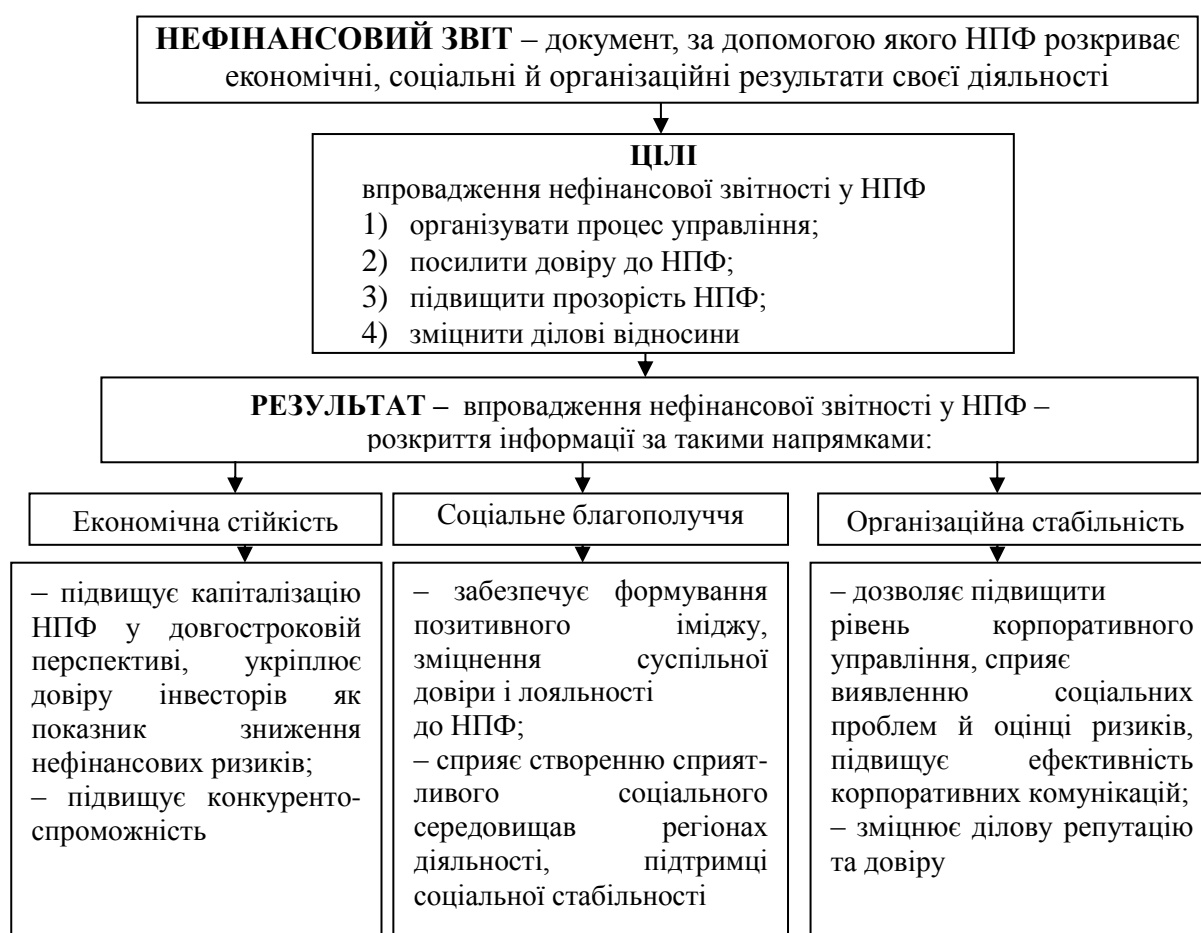 НЕФІНАНСОВИЙ ЗВІТ – документ, за допомогою якого НПФ розкриває
економічні, соціальні й організаційні результати своєї діяльності
ЦІЛІ
впровадження нефінансової звітності у НПФ
1) організувати процес управління;
2) посилити довіру до НПФ;
3) підвищити прозорість НПФ;
4) зміцнити ділові відносини
РЕЗУЛЬТАТ – впровадження нефінансової звітності у НПФ –
розкриття інформації за такими напрямками:
Економічна стійкість
– підвищує капіталізацію
НПФ у довгостроковій
перспективі, укріплює
довіру інвесторів як
показник зниження
нефінансових ризиків;
– підвищує конкуренто-
спроможність
Соціальне благополуччя
– забезпечує формування
позитивного іміджу,
зміцнення суспільної
довіри і лояльності
до НПФ;
– сприяє створенню сприят-
ливого соціального
середовищав регіонах
діяльності, підтримці
соціальної стабільності
Організаційна стабільність
– дозволяє підвищити
рівень корпоративного
управління, сприяє
виявленню соціальних
проблем й оцінці ризиків,
підвищує ефективність
корпоративних комунікацій;
– зміцнює ділову репутацію
та довіру